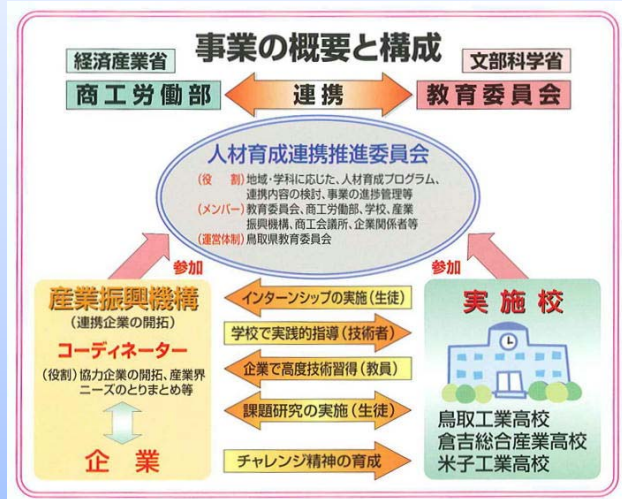 事業の概要と構成
経済産業省
文部科学省
商工労働部
連携
教育委員会
人材育成連携推進委員会
(役 割)地域・学科に応じた、人材育成プログラム、
連携内容の検討、事業の進捗管理等
(メンバー)教育委員会、商工労働部、学校、産業
振興機構、商工会議所、企業関係者等
(運営体制)鳥取県教育委員会
参加
参加
産業振興機構
(連携企業の開拓)
コーディネーター
(役割)協力企業の開拓、産業界
ニーズのとりまとめ等
企業
インターンシップの実施(生徒)
学校で実践的指導(技術者)
企業で高度技術習得(教員)
課題研究の実施(生徒)
チャレンジ精神の育成
実施校
鳥取工業高校
倉吉総合産業高校
米子工業高校